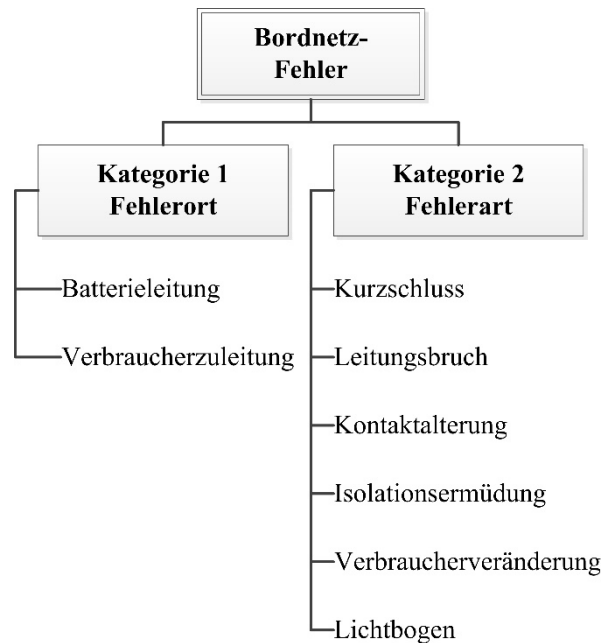 Bordnetz-
Fehler
Kategorie 1
Fehlerort
Batterieleitung
Verbraucherzuleitung
Kategorie 2
Fehlerart
Kurzschluss
Leitungsbruch
Kontaktalterung
Isolationsermüdung
Verbraucherveränderung
Lichtbogen